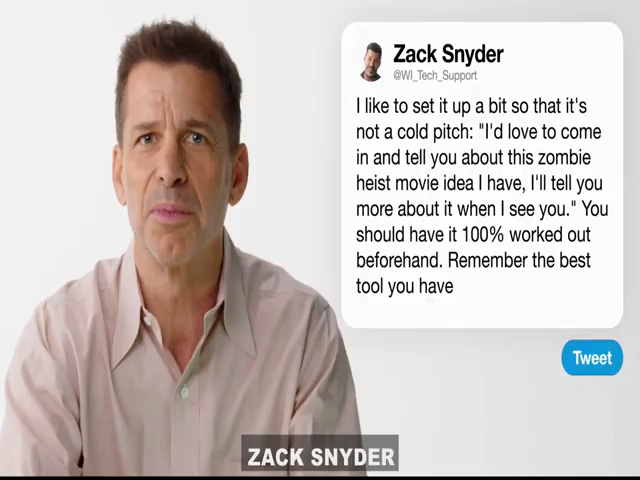 Zack Snyder
@WI_Tech_Support
I like to set it up a bit so that it's
not a cold pitch: "I'd love to come
in and tell you about this zombie
heist movie idea I have, I'll tell you
more about it when I see you." You
should have it 100% worked out
beforehand. Remember the best
tool you have
Tweet
ZACK SNYDER